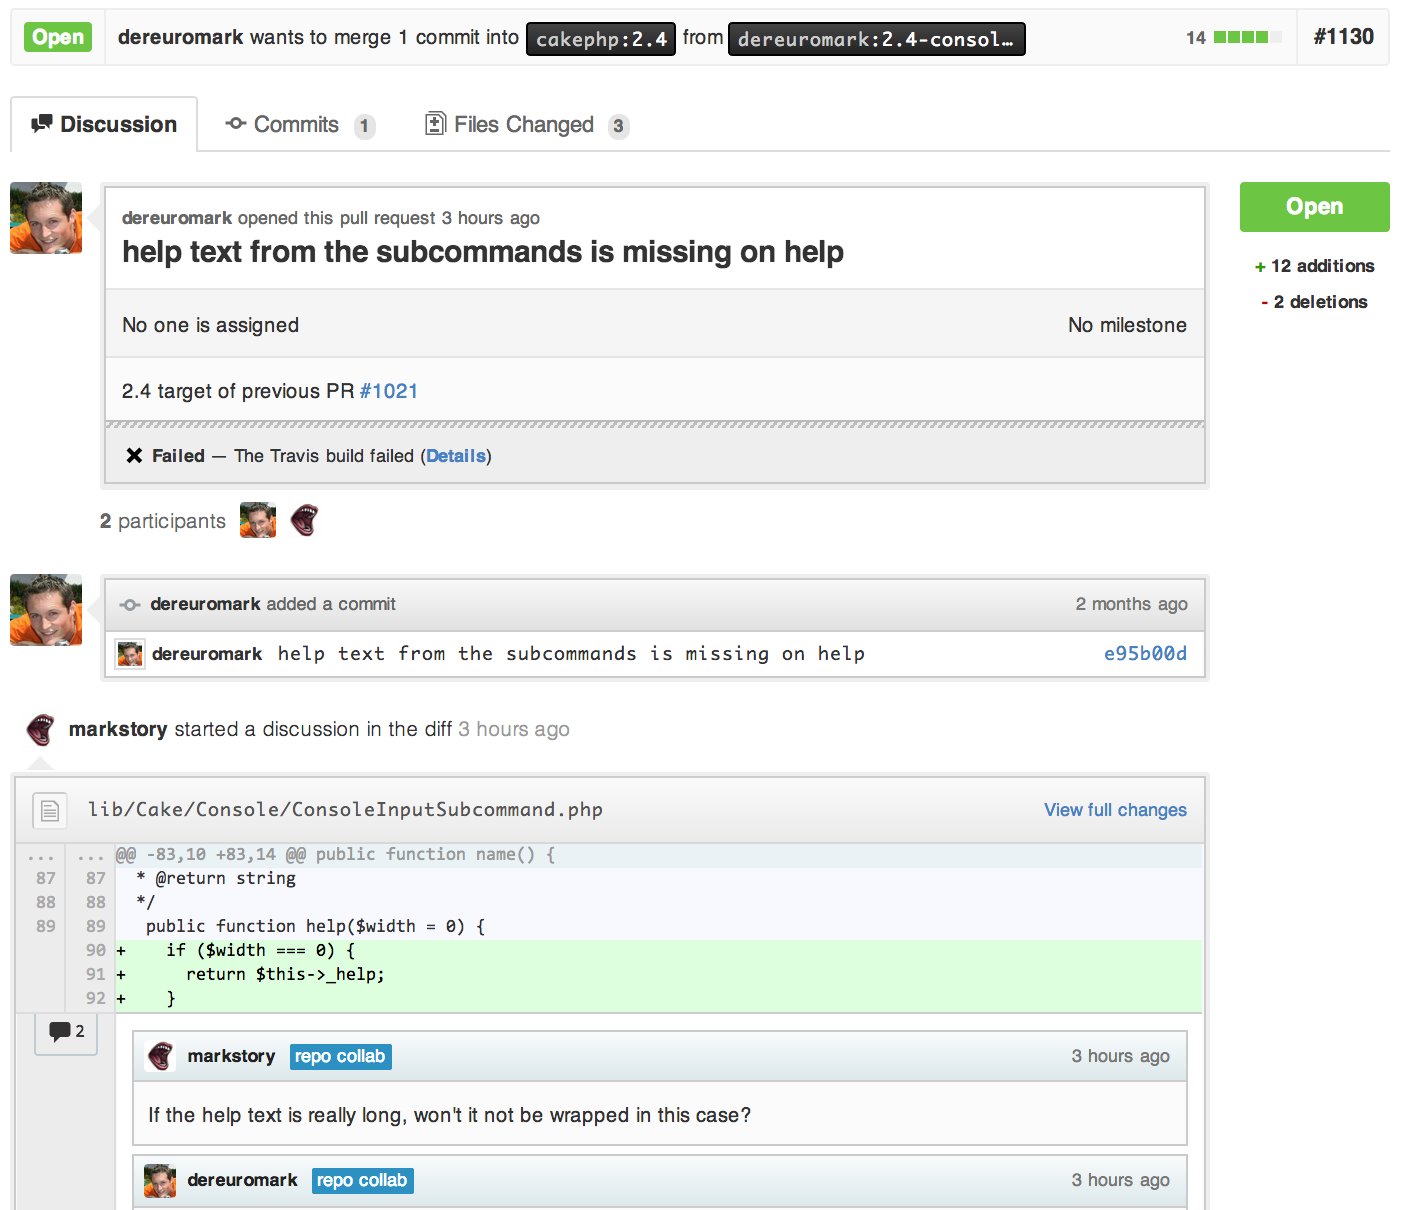 Open dereuromark wants to merge 1 commit into cakephp:2.4 from dereuromark:2.4-consol… 14 #1130
Discussion Commits 1 Files Changed 3
dereuromark opened this pull request 3 hours ago
help text from the subcommands is missing on help
Open
+ 12 additions
- 2 deletions
No one is assigned No milestone
2.4 target of previous PR #1021
Failed — The Travis build failed (Details)
2 participants
dereuromark added a commit 2 months ago
dereuromark help text from the subcommands is missing on help e95b00d
markstory started a discussion in the diff 3 hours ago
lib/Cake/Console/ConsoleInputSubcommand.php View full changes
... ... @@ -83,10 +83,14 @@ public function name() {
87 87 * @return string
88 88 */
89 89 public function help($width = 0) {
90 + if ($width === 0) {
91 + return $this->_help;
92 + }
2
markstory repo collab 3 hours ago
If the help text is really long, won't it not be wrapped in this case?
dereuromark repo collab 3 hours ago